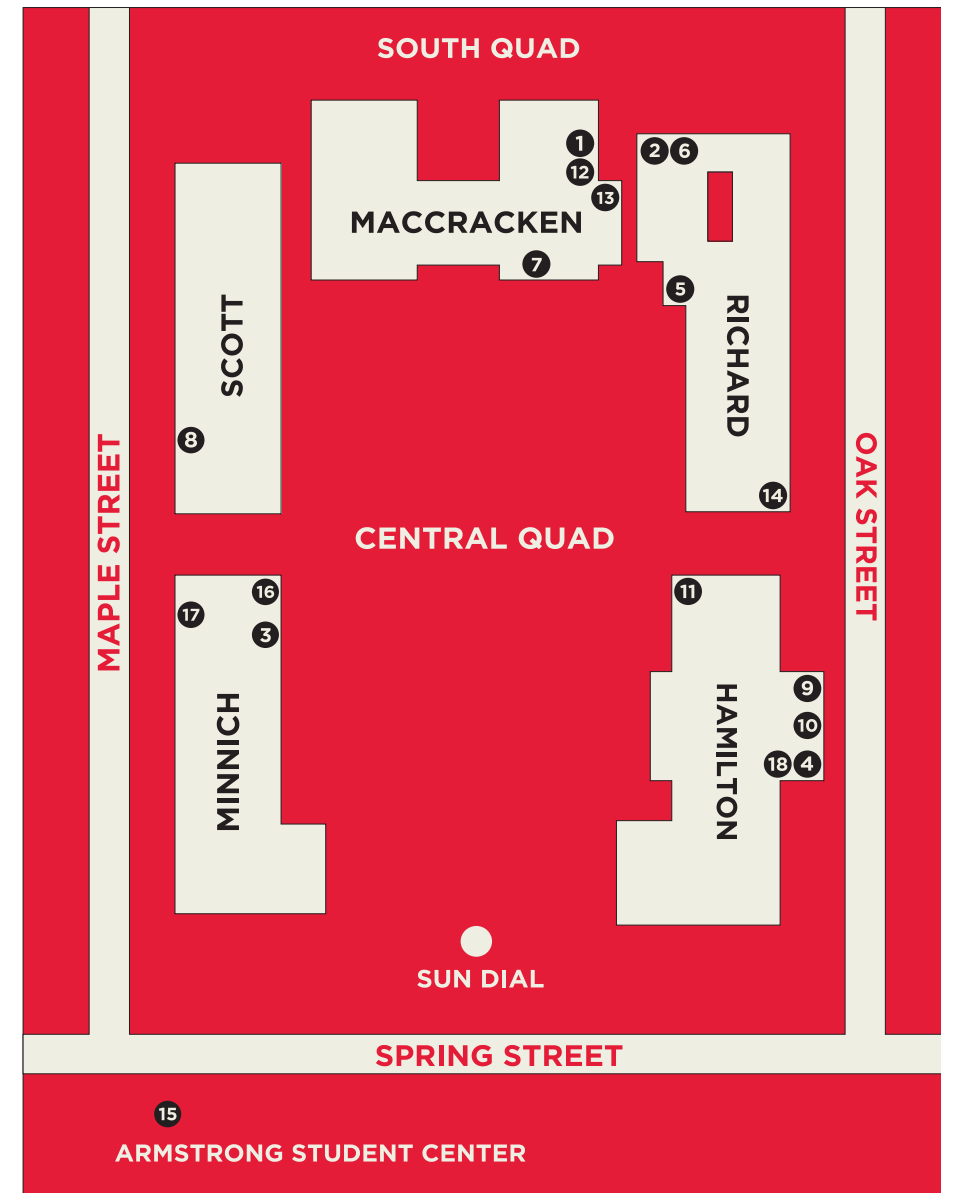 SOUTH QUAD
1
2 6
12
13
MACCRACKEN
7
5
SCOTT
RICHARD
8
14
MAPLE STREET
OAK STREET
CENTRAL QUAD
16
11
17
3
9
10
18 4
MINNICH
HAMILTON
SUN DIAL
SPRING STREET
15
ARMSTRONG STUDENT CENTER